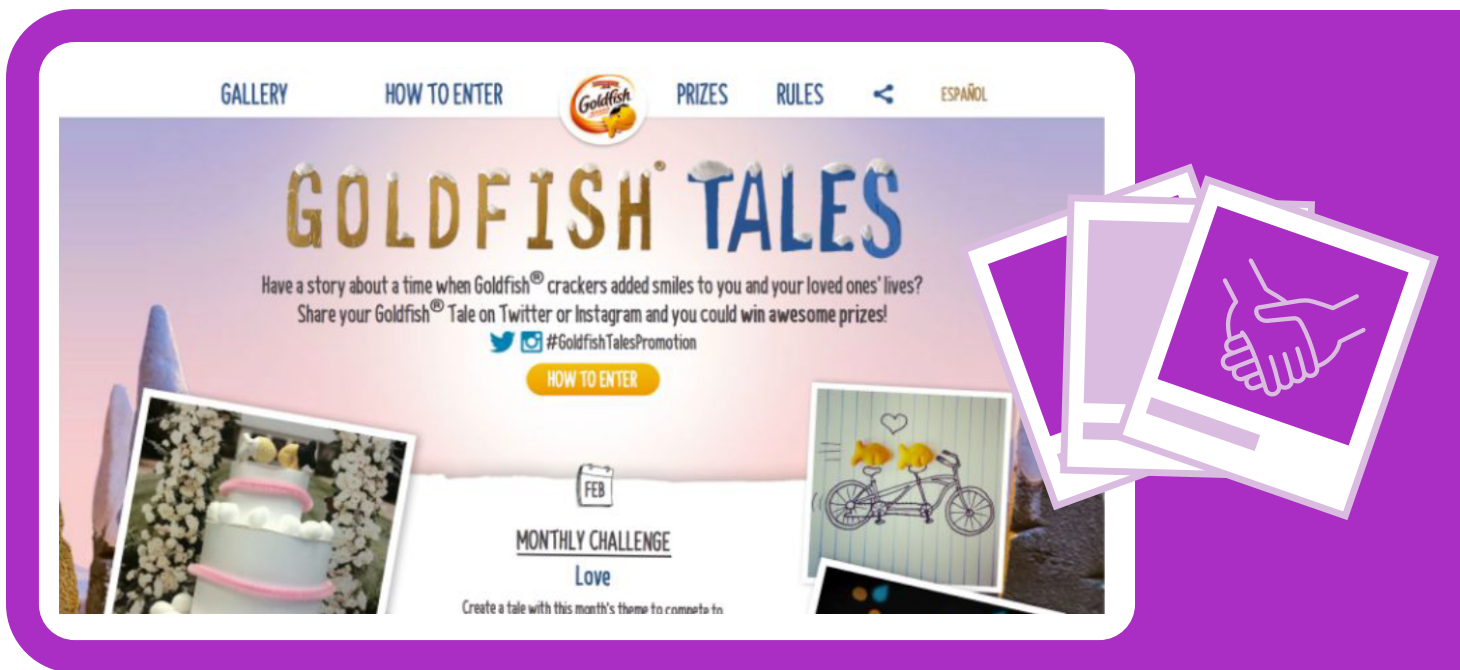 GALLERY
HOW TO ENTER
Goldfish
PRIZES
RULES
ESPAÑOL
GOLDFISH® TALES
Have a story about a time when Goldfish® crackers added smiles to you and your loved ones' lives?
Share your Goldfish® Tale on Twitter or Instagram and you could win awesome prizes!
#GoldfishTalesPromotion
HOW TO ENTER
FEB
MONTHLY CHALLENGE
Love
Create a tale with this month's theme to compete to